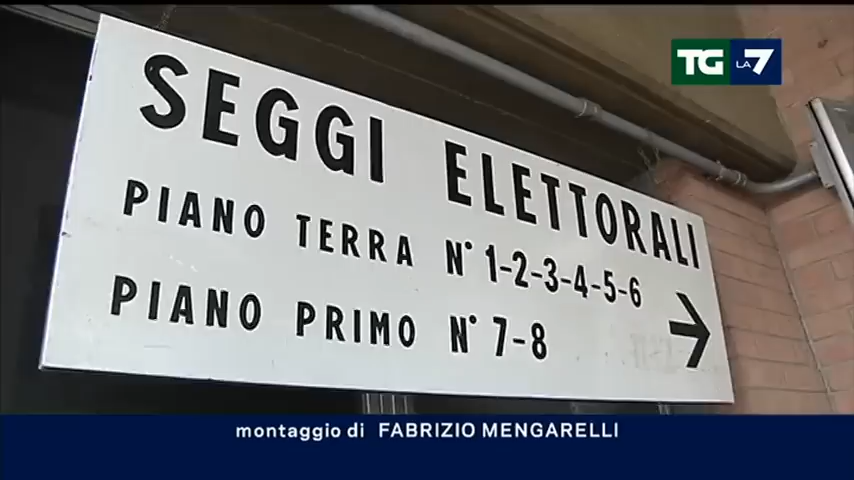 TG LA 7
SEGGI ELETTORALI
PIANO TERRA N° 1-2-3-4-5-6
PIANO PRIMO N° 7-8
montaggio di FABRIZIO MENGARELLI